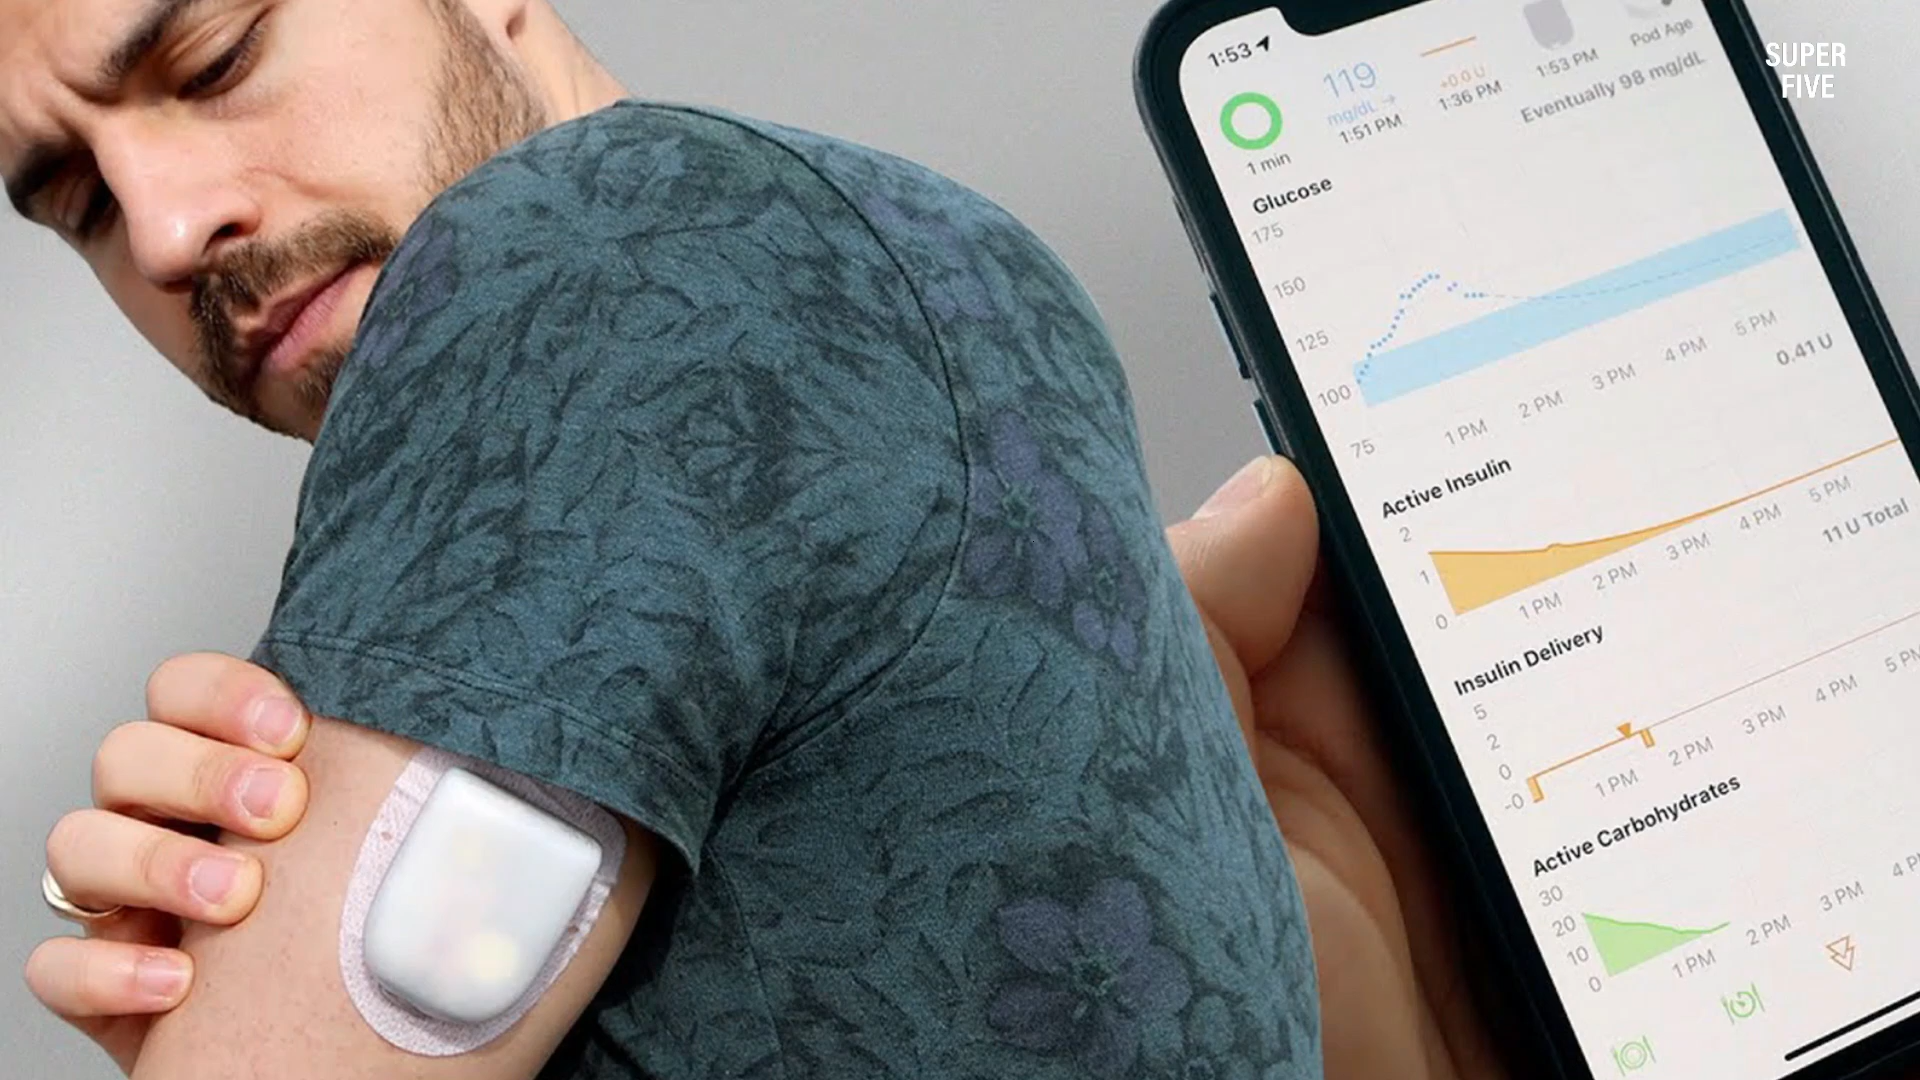 SUPER
FIVE
1:53
119
mg/dL →
1:51 PM
+0.0 U
1:36 PM
1:53 PM
Pod Age
1 min
Eventually 98 mg/dL
Glucose
175
150
125
100
75
1 PM 2 PM 3 PM 4 PM 5 PM
Active Insulin
0.41 U
2
1
0
1 PM 2 PM 3 PM 4 PM 5 PM
Insulin Delivery
11 U Total
5
2
0
-0
1 PM 2 PM 3 PM 4 PM 5 PM
Active Carbohydrates
30
20
10
0
1 PM 2 PM 3 PM